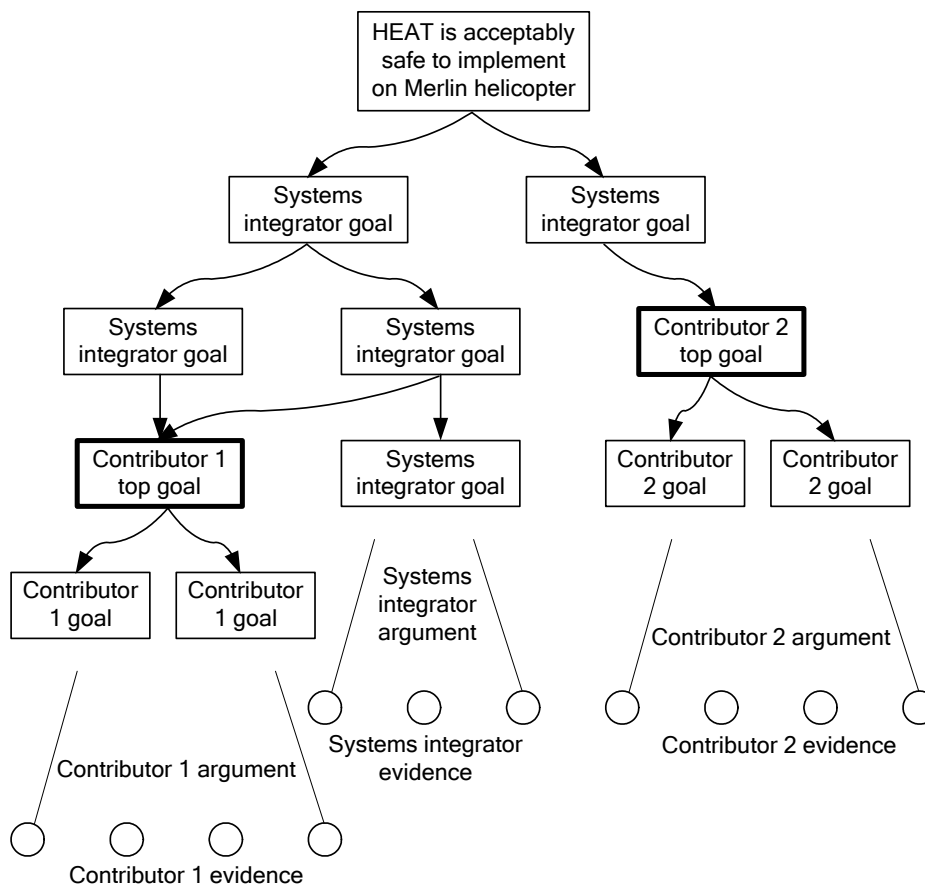 HEAT is acceptably
safe to implement
on Merlin helicopter
Systems
integrator goal
Systems
integrator goal
Systems
integrator goal
Systems
integrator goal
Contributor 2
top goal
Contributor 1
top goal
Systems
integrator goal
Contributor
2 goal
Contributor
2 goal
Contributor
1 goal
Contributor
1 goal
Systems
integrator
argument
Contributor 2 argument
Systems integrator
evidence
Contributor 2 evidence
Contributor 1 argument
Contributor 1 evidence